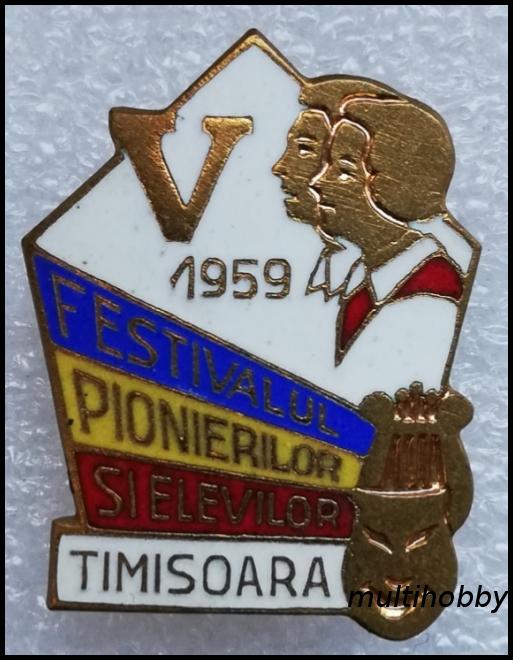 V
1959
FESTIVALUL
PIONIERILOR
SI ELEVILOR
TIMISOARA
multihobby